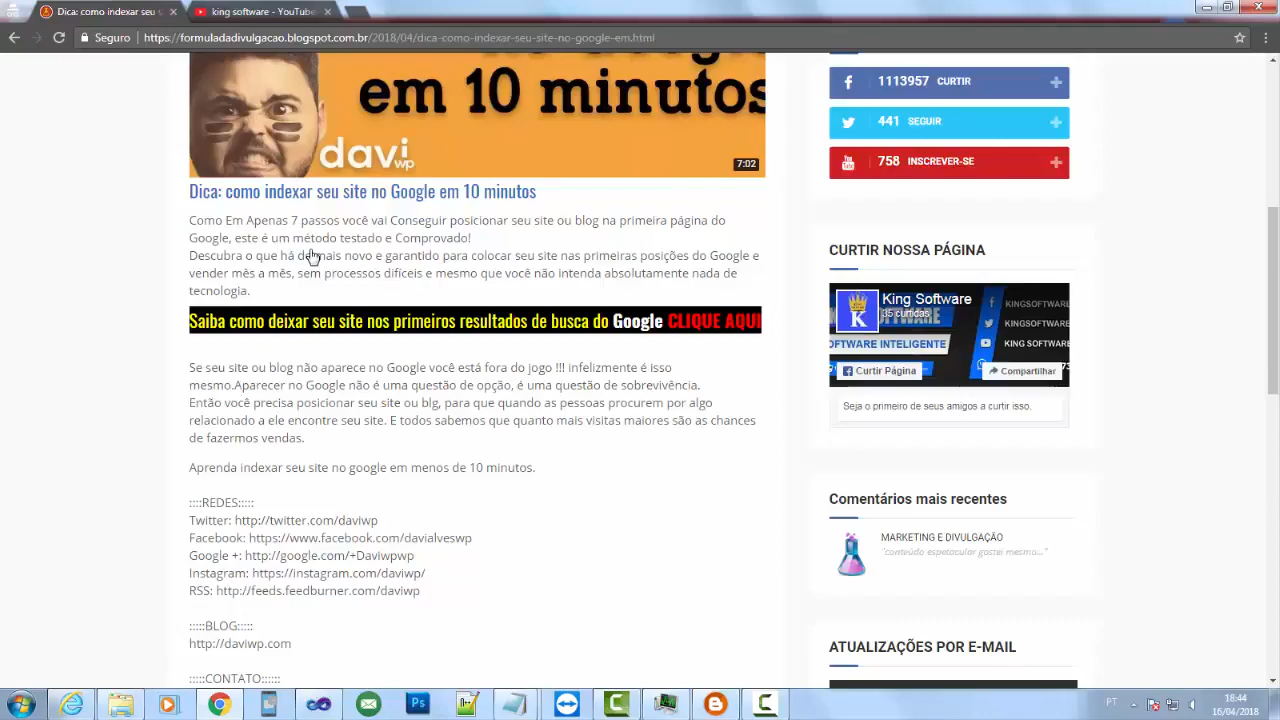 Dica: como indexar seu s
king software - YouTube
Seguro
https://formuladadivulgacao.blogspot.com.br/2018/04/dica-como-indexar-seu-site-no-google-em.html
em 10 minutos
davi
wp
7:02
Dica: como indexar seu site no Google em 10 minutos
Como Em Apenas 7 passos você vai Conseguir posicionar seu site ou blog na primeira página do
Google, este é um método testado e Comprovado!
Descubra o que há de mais novo e garantido para colocar seu site nas primeiras posições do Google e
vender mês a mês, sem processos difíceis e mesmo que você não intenda absolutamente nada de
tecnologia.
Saiba como deixar seu site nos primeiros resultados de busca do Google CLIQUE AQUI
Se seu site ou blog não aparece no Google você está fora do jogo !!! infelizmente é isso
mesmo.Aparecer no Google não é uma questão de opção, é uma questão de sobrevivência.
Então você precisa posicionar seu site ou blg, para que quando as pessoas procurem por algo
relacionado a ele encontre seu site. E todos sabemos que quanto mais visitas maiores são as chances
de fazermos vendas.
Aprenda indexar seu site no google em menos de 10 minutos.
::::REDES:::::
Twitter: http://twitter.com/daviwp
Facebook: https://www.facebook.com/davialveswp
Google +: http://google.com/+Daviwpwp
Instagram: https://instagram.com/daviwp/
RSS: http://feeds.feedburner.com/daviwp
:::::BLOG:::::
http://daviwp.com
:::::CONTATO::::::
1113957 CURTIR
441 SEGUIR
758 INSCREVER-SE
CURTIR NOSSA PÁGINA
King Software
35 curtidas
KINGSOFTWARE
KINGSOFTWARE
KING SOFTWARE
SOFTWARE INTELIGENTE
Curtir Página
Compartilhar
Seja o primeiro de seus amigos a curtir isso.
Comentários mais recentes
MARKETING E DIVULGAÇÃO
"conteúdo espetacular gostei mesmo..."
ATUALIZAÇÕES POR E-MAIL
PT
18:44
16/04/2018